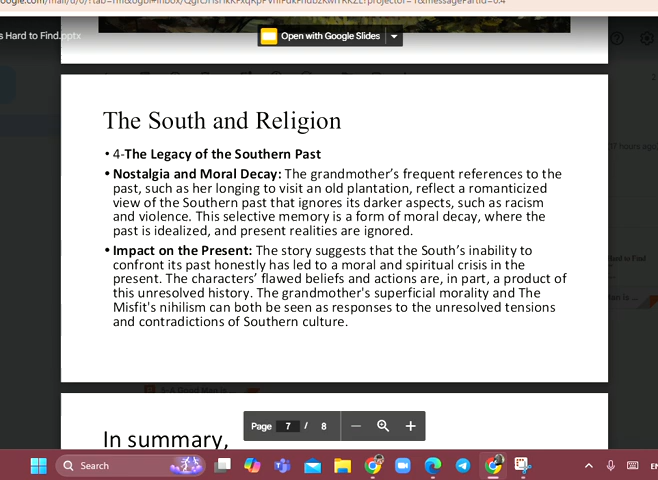 s Hard to Find.pptx
Open with Google Slides
The South and Religion
• 4-The Legacy of the Southern Past
• Nostalgia and Moral Decay: The grandmother's frequent references to the
past, such as her longing to visit an old plantation, reflect a romanticized
view of the Southern past that ignores its darker aspects, such as racism
and violence. This selective memory is a form of moral decay, where the
past is idealized, and present realities are ignored.
• Impact on the Present: The story suggests that the South's inability to
confront its past honestly has led to a moral and spiritual crisis in the
present. The characters' flawed beliefs and actions are, in part, a product of
this unresolved history. The grandmother's superficial morality and The
Misfit's nihilism can both be seen as responses to the unresolved tensions
and contradictions of Southern culture.
17 hours ago
Hard to Find
Page 7 / 8
In summary,
Search
EN